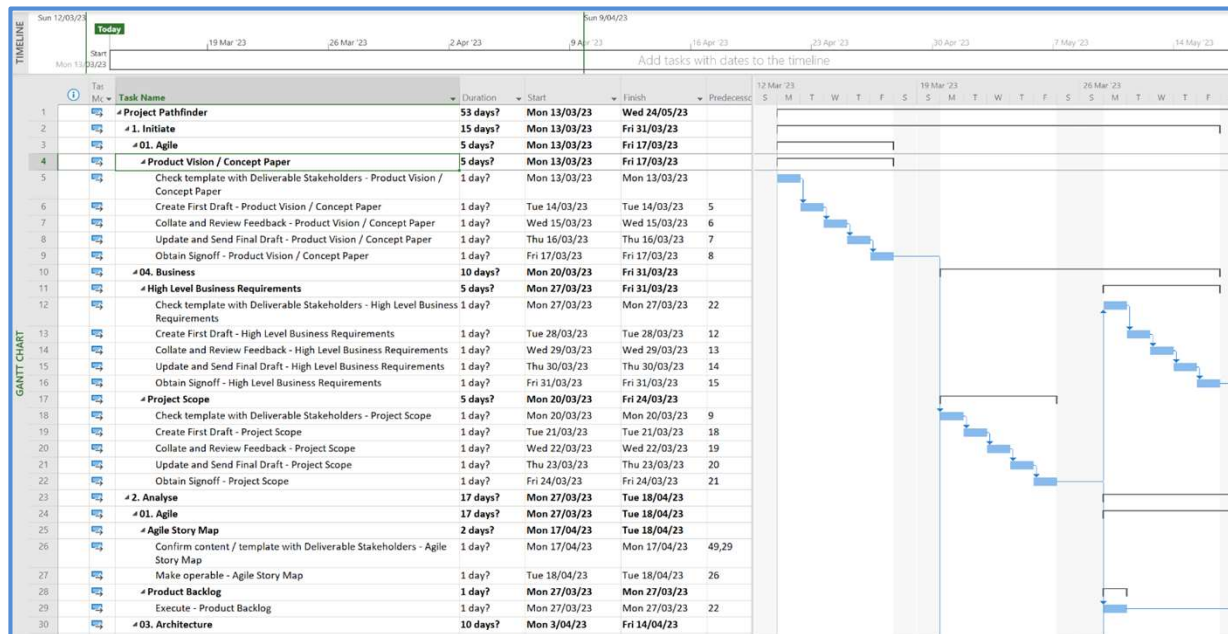 TIMELINE
Sun 12/03/23
Sun 9/04/23
Today
19 Mar '23 26 Mar '23 2 Apr '23 9 Apr '23 16 Apr '23 23 Apr '23 30 Apr '23 7 May '23 14 May '23
Start
Mon 13/03/23
Add tasks with dates to the timeline
GANTT CHART
12 Mar '23 19 Mar '23 26 Mar '23
Task Name Duration Start Finish Predecessc S M T W T F S S M T W T F S S M T W T F
1 Project Pathfinder 53 days? Mon 13/03/23 Wed 24/05/23
2 1. Initiate 15 days? Mon 13/03/23 Fri 31/03/23
3 01. Agile 5 days? Mon 13/03/23 Fri 17/03/23
4 Product Vision / Concept Paper 5 days? Mon 13/03/23 Fri 17/03/23
5 Check template with Deliverable Stakeholders - Product Vision / 1 day? Mon 13/03/23 Mon 13/03/23
Concept Paper
6 Create First Draft - Product Vision / Concept Paper 1 day? Tue 14/03/23 Tue 14/03/23 5
7 Collate and Review Feedback - Product Vision / Concept Paper 1 day? Wed 15/03/23 Wed 15/03/23 6
8 Update and Send Final Draft - Product Vision / Concept Paper 1 day? Thu 16/03/23 Thu 16/03/23 7
9 Obtain Signoff - Product Vision / Concept Paper 1 day? Fri 17/03/23 Fri 17/03/23 8
10 04. Business 10 days? Mon 20/03/23 Fri 31/03/23
11 High Level Business Requirements 5 days? Mon 27/03/23 Fri 31/03/23
12 Check template with Deliverable Stakeholders - High Level Business 1 day? Mon 27/03/23 Mon 27/03/23 22
Requirements
13 Create First Draft - High Level Business Requirements 1 day? Tue 28/03/23 Tue 28/03/23 12
14 Collate and Review Feedback - High Level Business Requirements 1 day? Wed 29/03/23 Wed 29/03/23 13
15 Update and Send Final Draft - High Level Business Requirements 1 day? Thu 30/03/23 Thu 30/03/23 14
16 Obtain Signoff - High Level Business Requirements 1 day? Fri 31/03/23 Fri 31/03/23 15
17 Project Scope 5 days? Mon 20/03/23 Fri 24/03/23
18 Check template with Deliverable Stakeholders - Project Scope 1 day? Mon 20/03/23 Mon 20/03/23 9
19 Create First Draft - Project Scope 1 day? Tue 21/03/23 Tue 21/03/23 18
20 Collate and Review Feedback - Project Scope 1 day? Wed 22/03/23 Wed 22/03/23 19
21 Update and Send Final Draft - Project Scope 1 day? Thu 23/03/23 Thu 23/03/23 20
22 Obtain Signoff - Project Scope 1 day? Fri 24/03/23 Fri 24/03/23 21
23 2. Analyse 17 days? Mon 27/03/23 Tue 18/04/23
24 01. Agile 17 days? Mon 27/03/23 Tue 18/04/23
25 Agile Story Map 2 days? Mon 17/04/23 Tue 18/04/23
26 Confirm content / template with Deliverable Stakeholders - Agile 1 day? Mon 17/04/23 Mon 17/04/23 49,29
Story Map
27 Make operable - Agile Story Map 1 day? Tue 18/04/23 Tue 18/04/23 26
28 Product Backlog 1 day? Mon 27/03/23 Mon 27/03/23
29 Execute - Product Backlog 1 day? Mon 27/03/23 Mon 27/03/23 22
30 03. Architecture 10 days? Mon 3/04/23 Fri 14/04/23